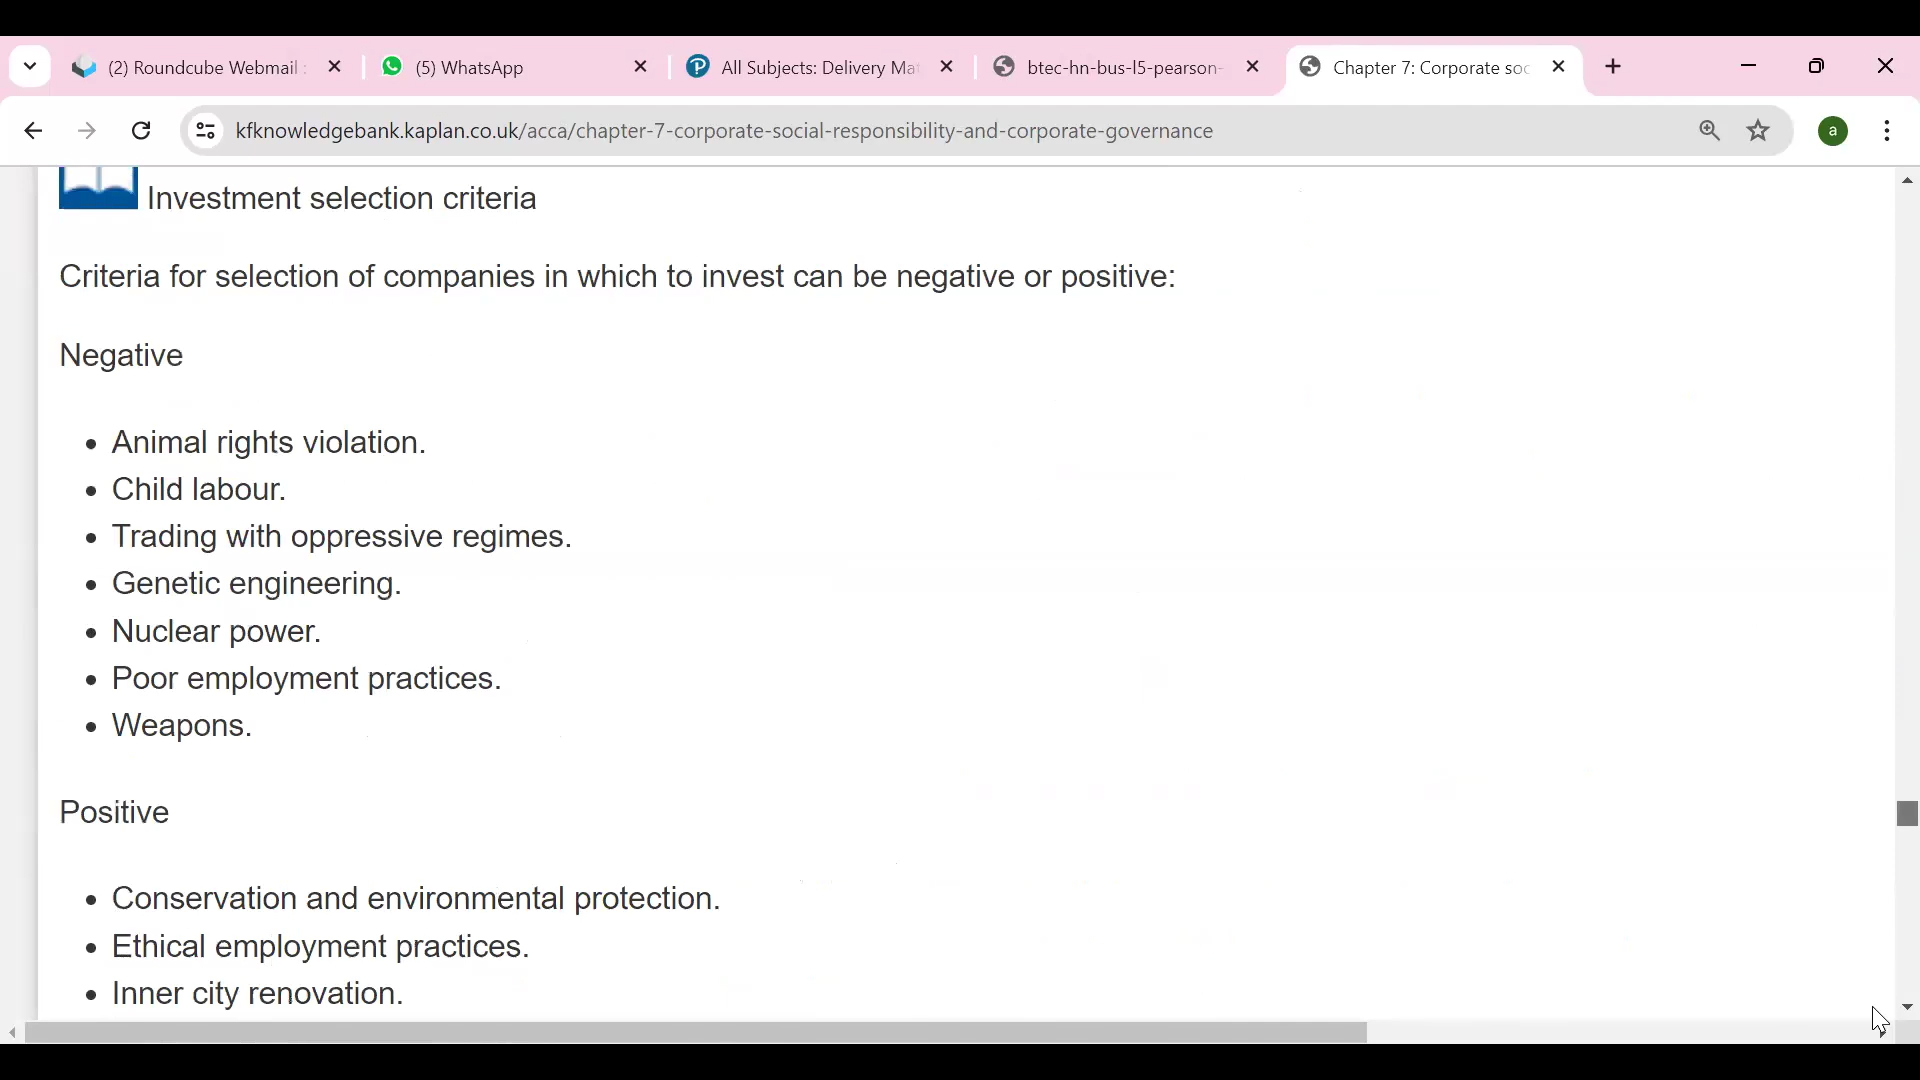 (2) Roundcube Webmail :
(5) WhatsApp
All Subjects: Delivery Ma
btec-hn-bus-l5-pearson-
Chapter 7: Corporate soc
kfknowledgebank.kaplan.co.uk/acca/chapter-7-corporate-social-responsibility-and-corporate-governance
a
Investment selection criteria
Criteria for selection of companies in which to invest can be negative or positive:
Negative
• Animal rights violation.
• Child labour.
• Trading with oppressive regimes.
• Genetic engineering.
• Nuclear power.
• Poor employment practices.
• Weapons.
Positive
• Conservation and environmental protection.
• Ethical employment practices.
• Inner city renovation.